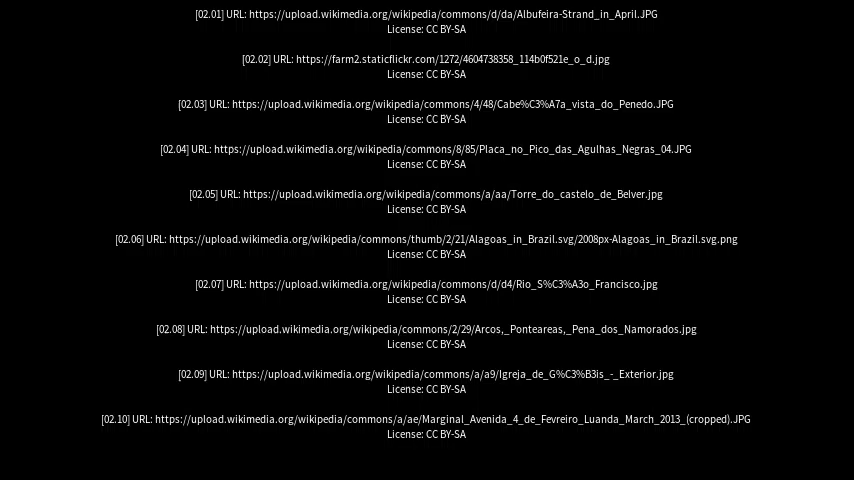 [02.01] URL: https://upload.wikimedia.org/wikipedia/commons/d/da/Albufeira-Strand_in_April.JPG
License: CC BY-SA
[02.02] URL: https://farm2.staticflickr.com/1272/4604738358_114b0f521e_o_d.jpg
License: CC BY-SA
[02.03] URL: https://upload.wikimedia.org/wikipedia/commons/4/48/Cabe%C3%A7a_vista_do_Penedo.JPG
License: CC BY-SA
[02.04] URL: https://upload.wikimedia.org/wikipedia/commons/8/85/Placa_no_Pico_das_Agulhas_Negras_04.JPG
License: CC BY-SA
[02.05] URL: https://upload.wikimedia.org/wikipedia/commons/a/aa/Torre_do_castelo_de_Belver.jpg
License: CC BY-SA
[02.06] URL: https://upload.wikimedia.org/wikipedia/commons/thumb/2/21/Alagoas_in_Brazil.svg/2008px-Alagoas_in_Brazil.svg.png
License: CC BY-SA
[02.07] URL: https://upload.wikimedia.org/wikipedia/commons/d/d4/Rio_S%C3%A3o_Francisco.jpg
License: CC BY-SA
[02.08] URL: https://upload.wikimedia.org/wikipedia/commons/2/29/Arcos,_Ponteareas,_Pena_dos_Namorados.jpg
License: CC BY-SA
[02.09] URL: https://upload.wikimedia.org/wikipedia/commons/a/a9/Igreja_de_G%C3%B3is_-_Exterior.jpg
License: CC BY-SA
[02.10] URL: https://upload.wikimedia.org/wikipedia/commons/a/ae/Marginal_Avenida_4_de_Fevreiro_Luanda_March_2013_(cropped).JPG
License: CC BY-SA